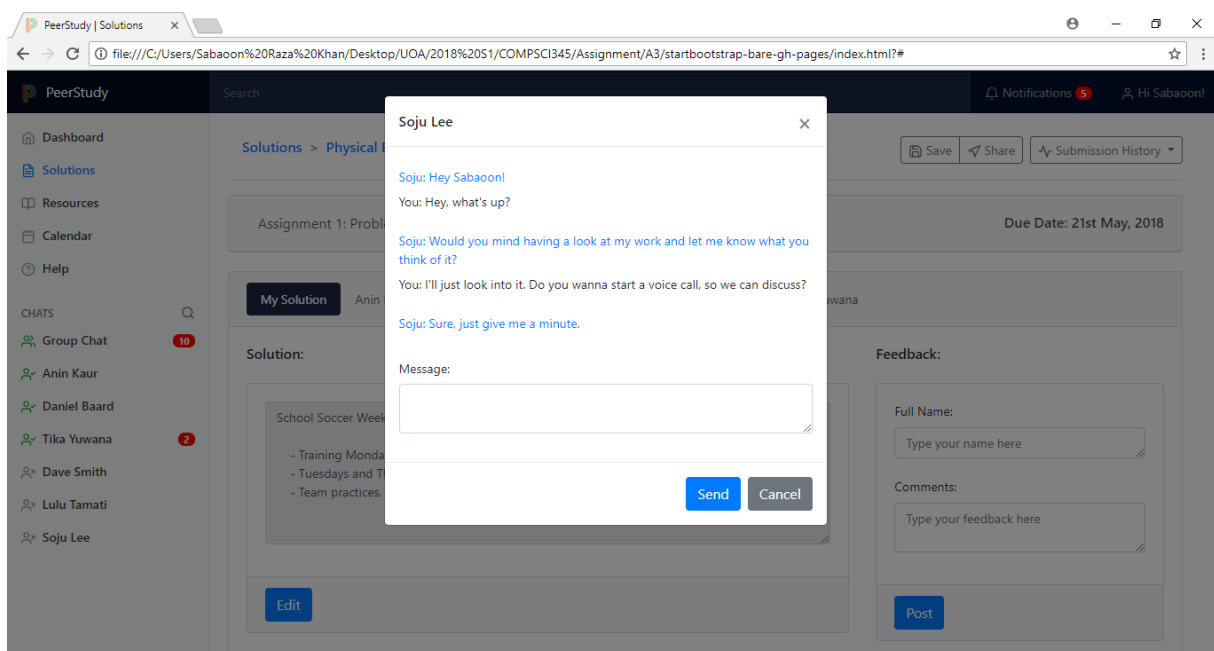 PeerStudy | Solutions
file:///C:/Users/Sabaoon%20Raza%20Khan/Desktop/UOA/2018%20S1/COMPSCI345/Assignment/A3/startbootstrap-bare-gh-pages/index.html?#
PeerStudy
Search
Notifications 5
Hi Sabaoon!
Dashboard
Solutions
Resources
Calendar
Help
CHATS
Group Chat 10
Anin Kaur
Daniel Baard
Tika Yuwana 2
Dave Smith
Lulu Tamati
Soju Lee
Solutions > Physical
Save
Share
Submission History
Assignment 1:
Due Date: 21st May, 2018
My Solution
Anin
Solution:
School Soccer
- Training
- Tuesdays and
- Team practices,
Edit
Feedback:
Full Name:
Type your name here
Comments:
Type your feedback here
Post
Soju Lee
Soju: Hey Sabaoon!
You: Hey, what's up?
Soju: Would you mind having a look at my work and let me know what you
think of it?
You: I'll just look into it. Do you wanna start a voice call, so we can discuss?
Soju: Sure, just give me a minute.
Message:
Send
Cancel